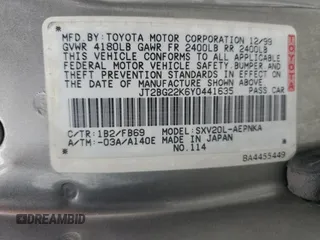 MFD. BY TOYOTA MOTOR CORPORATION 12/99
GVWR 4180LB GAWR FR 2400LB RR 2400LB
THIS VEHICLE CONFORMS TO ALL APPLICABLE
FEDERAL MOTOR VEHICLE SAFETY, BUMPER,
AND THEFT PREVENTION STANDARDS IN EFFECT
ON THE DATE OF MANUFACTURE SHOWN ABOVE.
JT2BG22K6Y0441635 PASS CAR
C/TR: 1B2/FB69 MODEL: SXV20L-AEPNKA
A/TM: -03A/A140E MADE IN JAPAN
NO.114
BA4455449
TOYOTA
DID.AUTOASTAT.COM